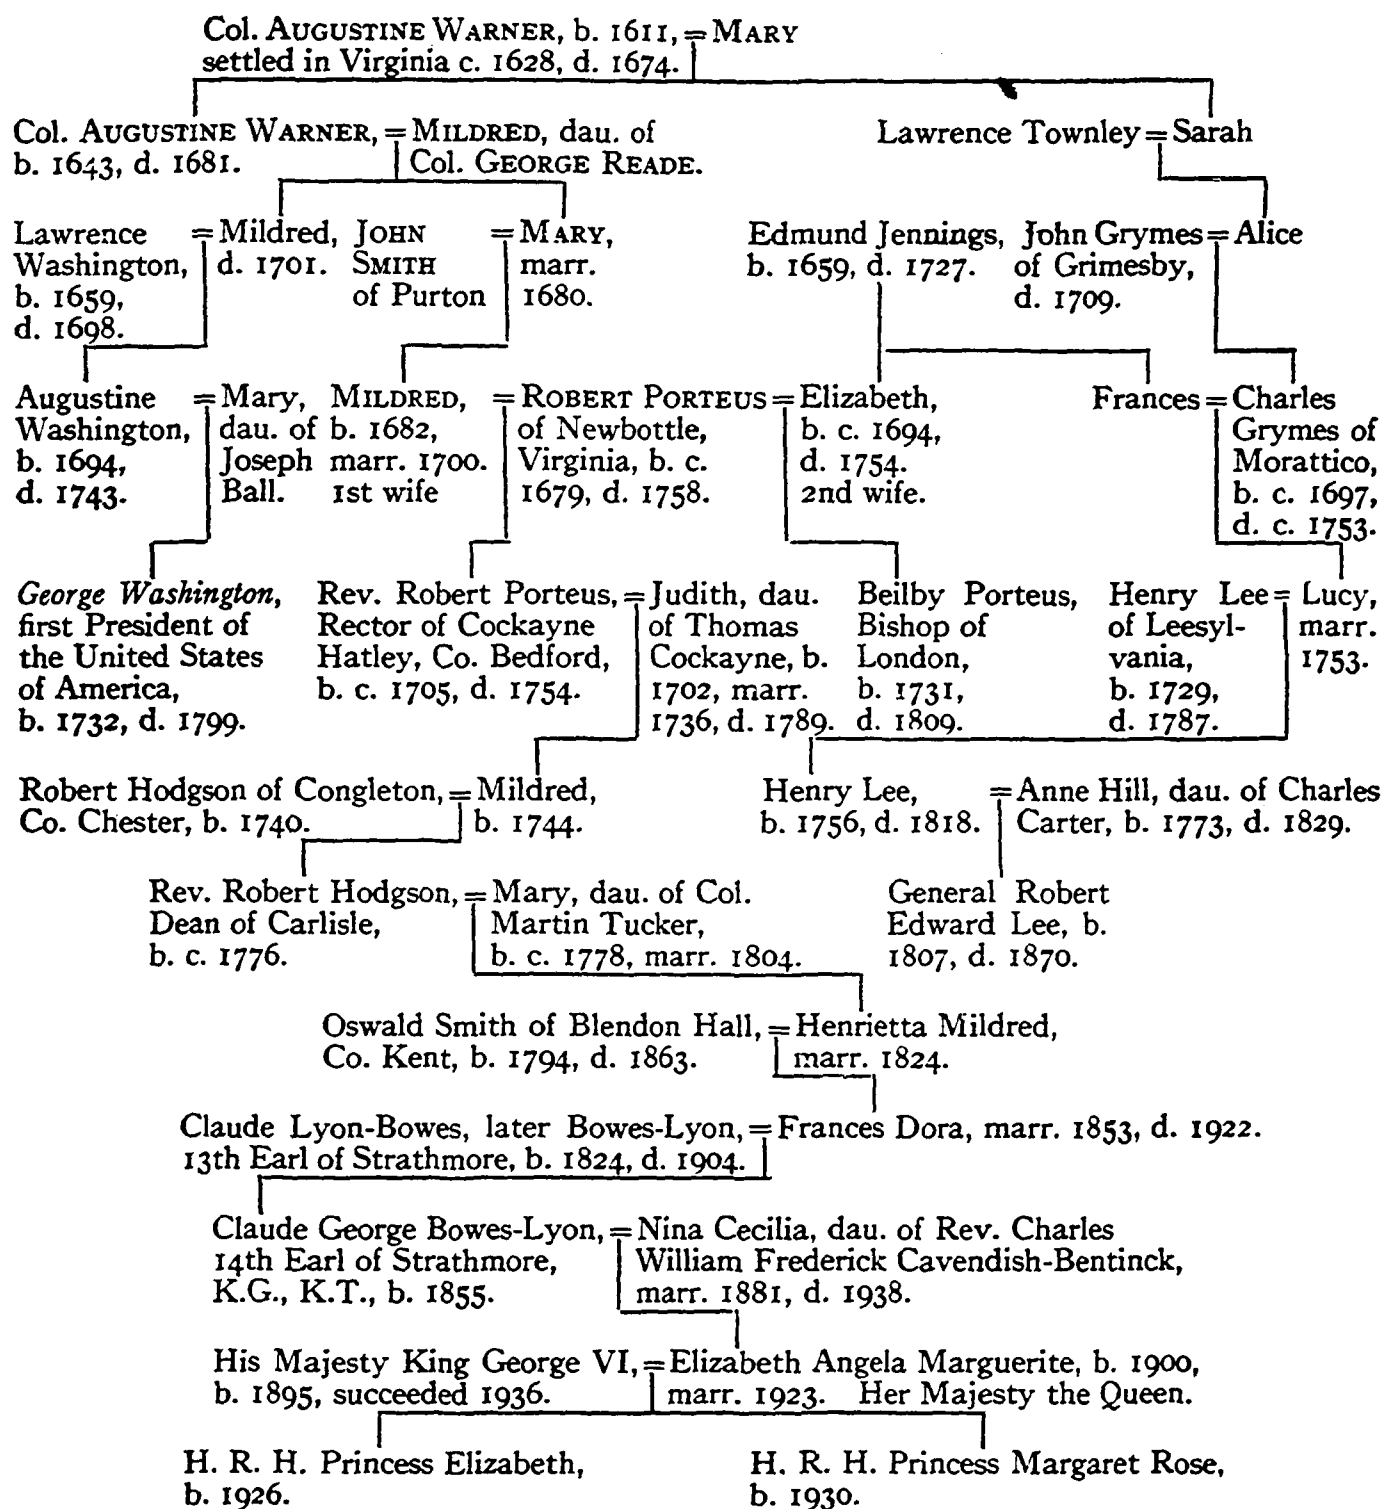 Col. AUGUSTINE WARNER, b. 1611, = MARY
settled in Virginia c. 1628, d. 1674.
Col. AUGUSTINE WARNER, = MILDRED, dau. of
b. 1643, d. 1681. Col. GEORGE READE.
Lawrence Townley = Sarah
Lawrence = Mildred,
Washington, d. 1701.
b. 1659,
d. 1698.
JOHN = MARY,
SMITH marr.
of Purton 1680.
Edmund Jennings,
b. 1659, d. 1727.
John Grymes = Alice
of Grimesby,
d. 1709.
Augustine = Mary,
Washington, dau. of
b. 1694, Joseph
d. 1743. Ball.
MILDRED, = ROBERT PORTEUS = Elizabeth,
b. 1682, of Newbottle, b. c. 1694,
marr. 1700. Virginia, b. c. d. 1754.
1st wife 1679, d. 1758. 2nd wife.
Frances = Charles
Grymes of
Morattico,
b. c. 1697,
d. c. 1753.
George Washington,
first President of
the United States
of America,
b. 1732, d. 1799.
Rev. Robert Porteus, = Judith, dau.
Rector of Cockayne of Thomas
Hatley, Co. Bedford, Cockayne, b.
b. c. 1705, d. 1754. 1702, marr.
1736, d. 1789.
Beilby Porteus,
Bishop of
London,
b. 1731,
d. 1809.
Henry Lee = Lucy,
of Leesyl- marr.
vania, 1753.
b. 1729,
d. 1787.
Robert Hodgson of Congleton, = Mildred,
Co. Chester, b. 1740. b. 1744.
Henry Lee, = Anne Hill, dau. of Charles
b. 1756, d. 1818. Carter, b. 1773, d. 1829.
Rev. Robert Hodgson, = Mary, dau. of Col.
Dean of Carlisle, Martin Tucker,
b. c. 1776. b. c. 1778, marr. 1804.
General Robert
Edward Lee, b.
1807, d. 1870.
Oswald Smith of Blendon Hall, = Henrietta Mildred,
Co. Kent, b. 1794, d. 1863. marr. 1824.
Claude Lyon-Bowes, later Bowes-Lyon, = Frances Dora, marr. 1853, d. 1922.
13th Earl of Strathmore, b. 1824, d. 1904.
Claude George Bowes-Lyon, = Nina Cecilia, dau. of Rev. Charles
14th Earl of Strathmore, William Frederick Cavendish-Bentinck,
K.G., K.T., b. 1855. marr. 1881, d. 1938.
His Majesty King George VI, = Elizabeth Angela Marguerite, b. 1900,
b. 1895, succeeded 1936. marr. 1923. Her Majesty the Queen.
H. R. H. Princess Elizabeth,
b. 1926.
H. R. H. Princess Margaret Rose,
b. 1930.